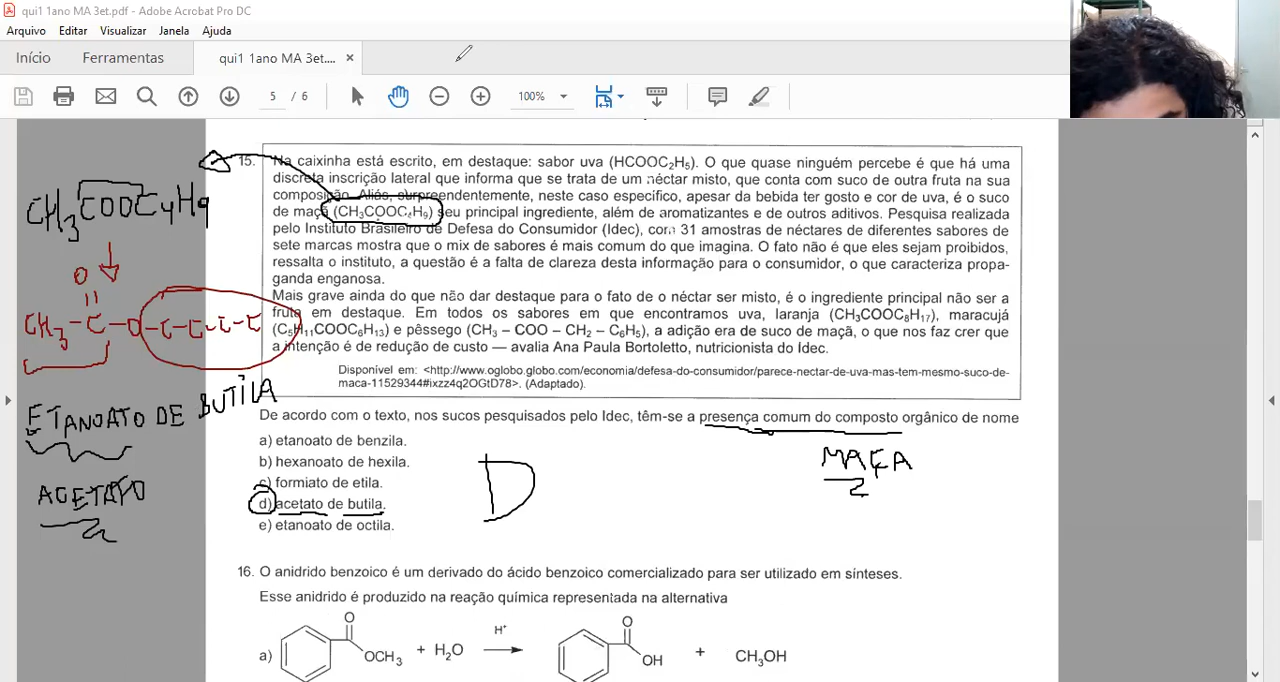 qui1 1ano MA 3et.pdf - Adobe Acrobat Pro DC
Arquivo Editar Visualizar Janela Ajuda
Início Ferramentas qui1 1ano MA 3et.... ×
5 / 6 100%
15. Na caixinha está escrito, em destaque: sabor uva (HCOOC₂H₅). O que quase ninguém percebe é que há uma
discreta inscrição lateral que informa que se trata de um néctar misto, que conta com suco de outra fruta na sua
composição. Aliás, surpreendentemente, neste caso específico, apesar da bebida ter gosto e cor de uva, é o suco
de maçã (CH₃COOC₄H₉) seu principal ingrediente, além de aromatizantes e de outros aditivos. Pesquisa realizada
pelo Instituto Brasileiro de Defesa do Consumidor (Idec), com 31 amostras de néctares de diferentes sabores de
sete marcas mostra que o mix de sabores é mais comum do que imagina. O fato não é que eles sejam proibidos,
ressalta o instituto, a questão é a falta de clareza desta informação para o consumidor, o que caracteriza propa-
ganda enganosa.
Mais grave ainda do que não dar destaque para o fato de o néctar ser misto, é o ingrediente principal não ser a
fruta em destaque. Em todos os sabores em que encontramos uva, laranja (CH₃COOC₈H₁₇), maracujá
(C₅H₁₁COOC₆H₁₃) e pêssego (CH₃ – COO – CH₂ – C₆H₅), a adição era de suco de maçã, o que nos faz crer que
a intenção é de redução de custo — avalia Ana Paula Bortoletto, nutricionista do Idec.
Disponível em: <http://www.oglobo.globo.com/economia/defesa-do-consumidor/parece-nectar-de-uva-mas-tem-mesmo-suco-de-
maca-11529344#ixzz4q2OGtD78>. (Adaptado).
De acordo com o texto, nos sucos pesquisados pelo Idec, têm-se a presença comum do composto orgânico de nome
a) etanoato de benzila.
b) hexanoato de hexila.
c) formiato de etila.
d) acetato de butila.
e) etanoato de octila.
D
MAÇA
CH₃COOC₄H₉
O
CH₃ – C – O – C – C – C – C
ETANOATO DE BUTILA
ACETATO
16. O anidrido benzoico é um derivado do ácido benzoico comercializado para ser utilizado em sínteses.
Esse anidrido é produzido na reação química representada na alternativa
a) O OCH₃ + H₂O H⁺ O OH + CH₃OH